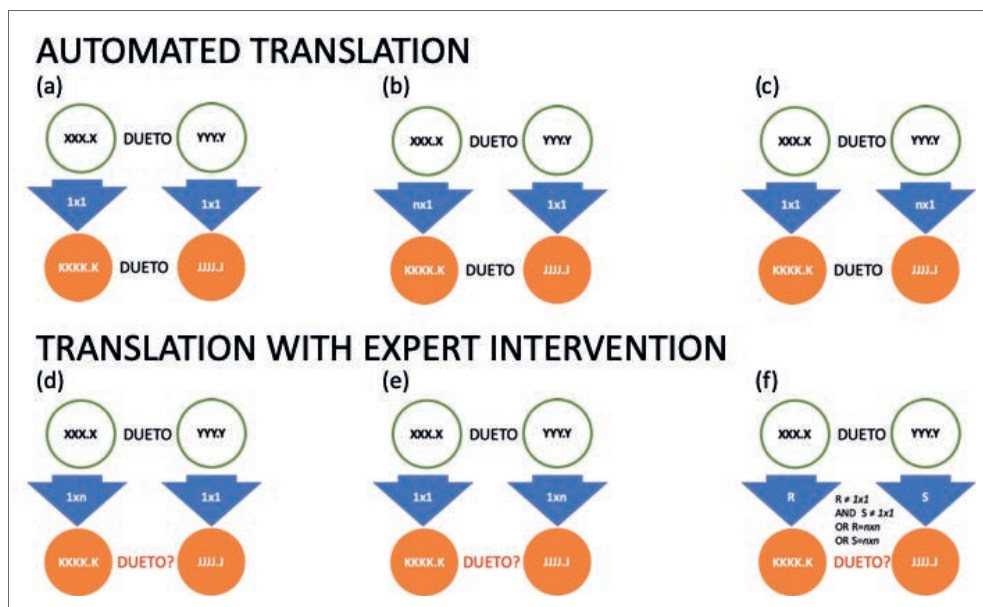 AUTOMATED TRANSLATION
(a) (b) (c)
XXX.X DUETO YYY.Y XXX.X DUETO YYY.Y XXX.X DUETO YYY.Y
1x1 1x1 nx1 1x1 1x1 nx1
KKKK.K DUETO JJJJ.J KKKK.K DUETO JJJJ.J KKKK.K DUETO JJJJ.J
TRANSLATION WITH EXPERT INTERVENTION
(d) (e) (f)
XXX.X DUETO YYY.Y XXX.X DUETO YYY.Y XXX.X DUETO YYY.Y
1xn 1x1 1x1 1xn R S
R ≠ 1x1
AND S ≠ 1x1
OR R=nxn
OR S=nxn
KKKK.K DUETO? JJJJ.J KKKK.K DUETO? JJJJ.J KKKK.K DUETO? JJJJ.J